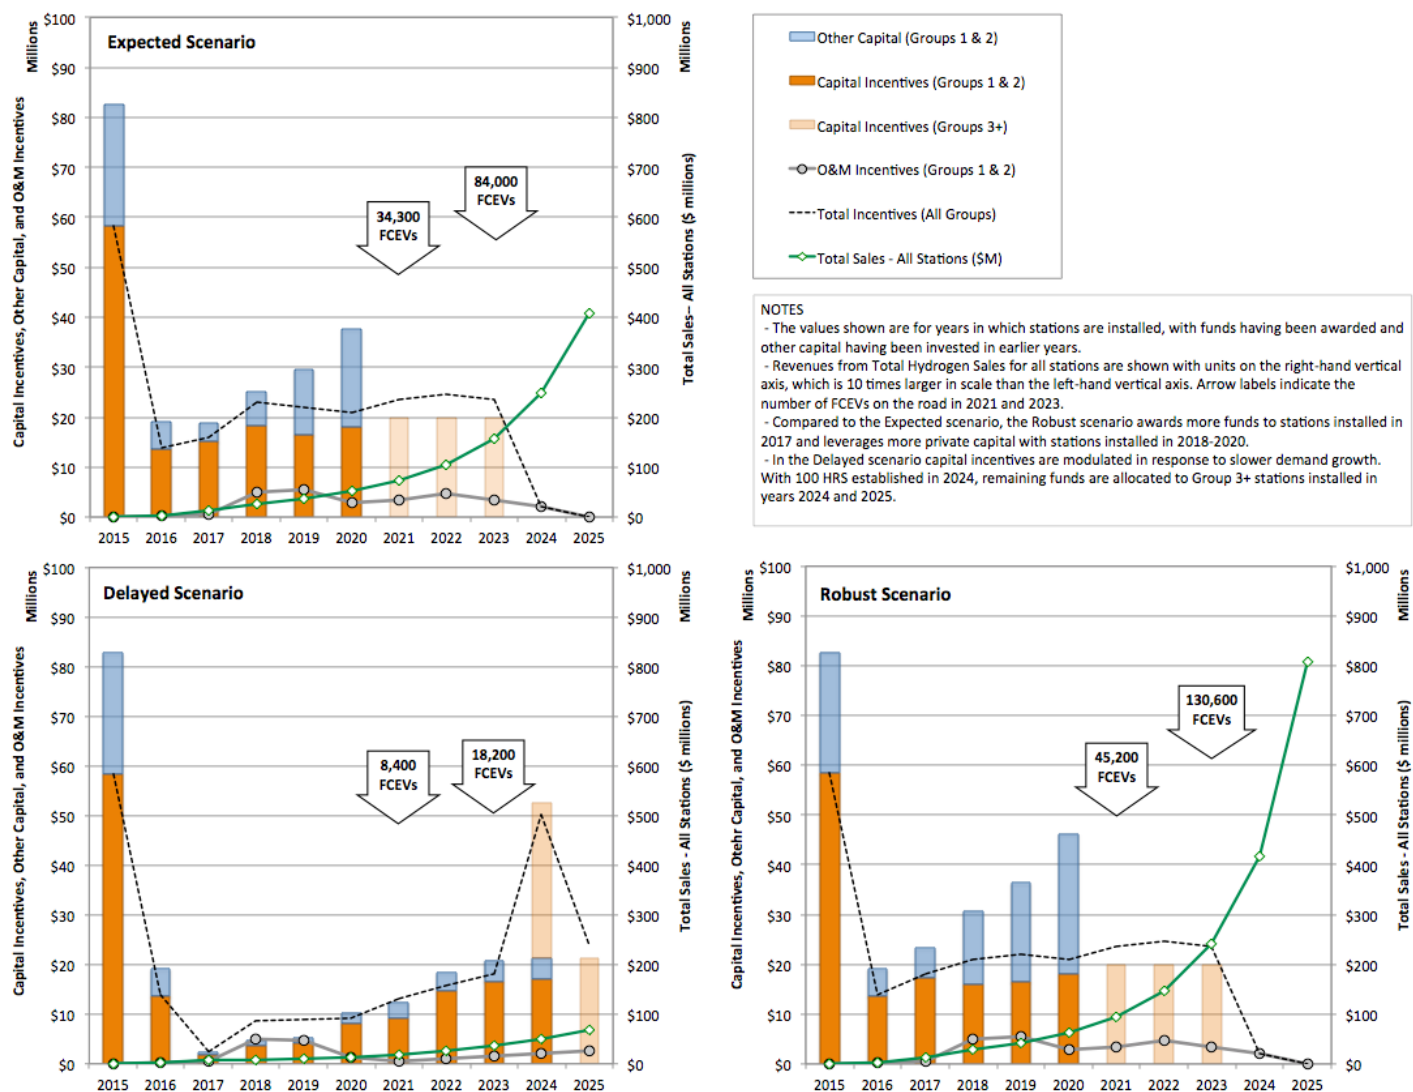 Expected Scenario
Millions
Capital Incentives, Other Capital, and O&M Incentives
$100
$90
$80
$70
$60
$50
$40
$30
$20
$10
$0
34,300
FCEVs
84,000
FCEVs
2015 2016 2017 2018 2019 2020 2021 2022 2023 2024 2025
$1,000
$900
$800
$700
$600
$500
$400
$300
$200
$100
$0
Millions
Total Sales-- All Stations ($ millions)
Other Capital (Groups 1 & 2)
Capital Incentives (Groups 1 & 2)
Capital Incentives (Groups 3+)
O&M Incentives (Groups 1 & 2)
Total Incentives (All Groups)
Total Sales - All Stations ($M)
NOTES
- The values shown are for years in which stations are installed, with funds having been awarded and
other capital having been invested in earlier years.
- Revenues from Total Hydrogen Sales for all stations are shown with units on the right-hand vertical
axis, which is 10 times larger in scale than the left-hand vertical axis. Arrow labels indicate the
number of FCEVs on the road in 2021 and 2023.
- Compared to the Expected scenario, the Robust scenario awards more funds to stations installed in
2017 and leverages more private capital with stations installed in 2018-2020.
- In the Delayed scenario capital incentives are modulated in response to slower demand growth.
With 100 HRS established in 2024, remaining funds are allocated to Group 3+ stations installed in
years 2024 and 2025.
Delayed Scenario
Millions
Capital Incentives, Other Capital, and O&M Incentives
$100
$90
$80
$70
$60
$50
$40
$30
$20
$10
$0
8,400
FCEVs
18,200
FCEVs
2015 2016 2017 2018 2019 2020 2021 2022 2023 2024 2025
$1,000
$900
$800
$700
$600
$500
$400
$300
$200
$100
$0
Millions
Total Sales - All Stations ($ millions)
Robust Scenario
Millions
Capital Incentives, Otehr Capital, and O&M Incentives
$100
$90
$80
$70
$60
$50
$40
$30
$20
$10
$0
45,200
FCEVs
130,600
FCEVs
2015 2016 2017 2018 2019 2020 2021 2022 2023 2024 2025
$1,000
$900
$800
$700
$600
$500
$400
$300
$200
$100
$0
Millions
Total Sales - All Stations ($ millions)